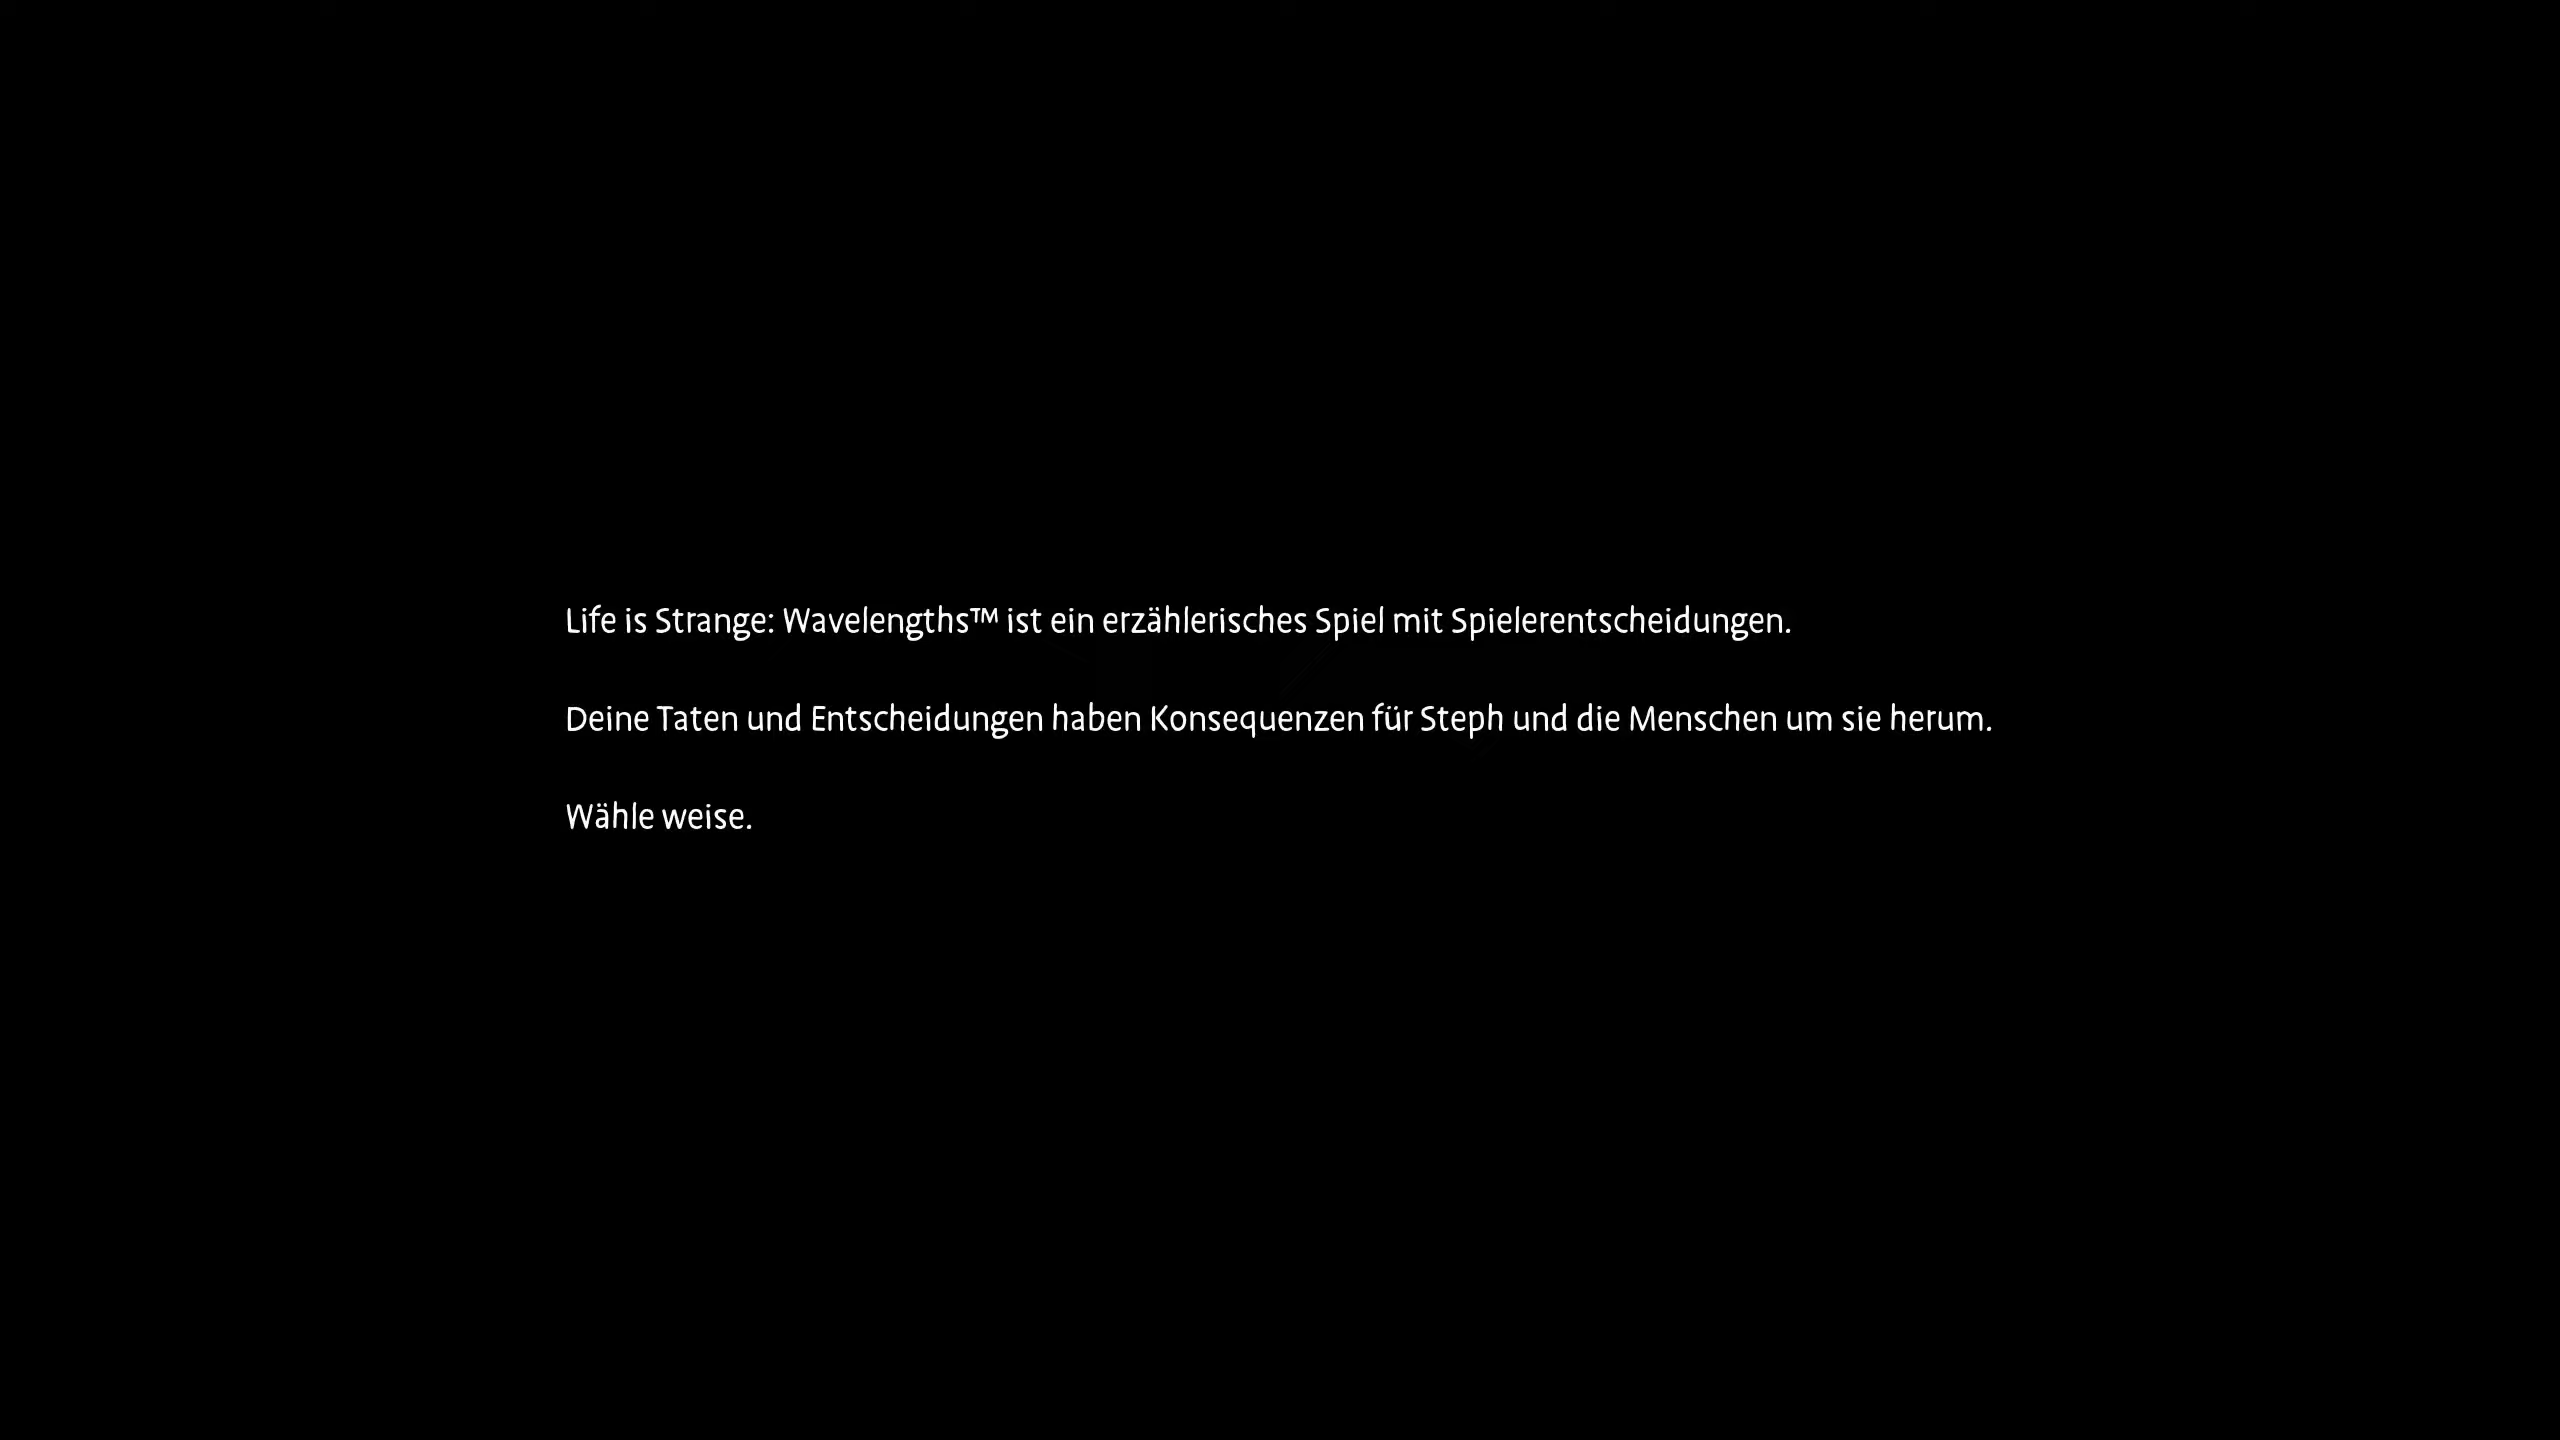 Life is Strange: Wavelengths™ ist ein erzählerisches Spiel mit Spielerentscheidungen.
Deine Taten und Entscheidungen haben Konsequenzen für Steph und die Menschen um sie herum.
Wähle weise.